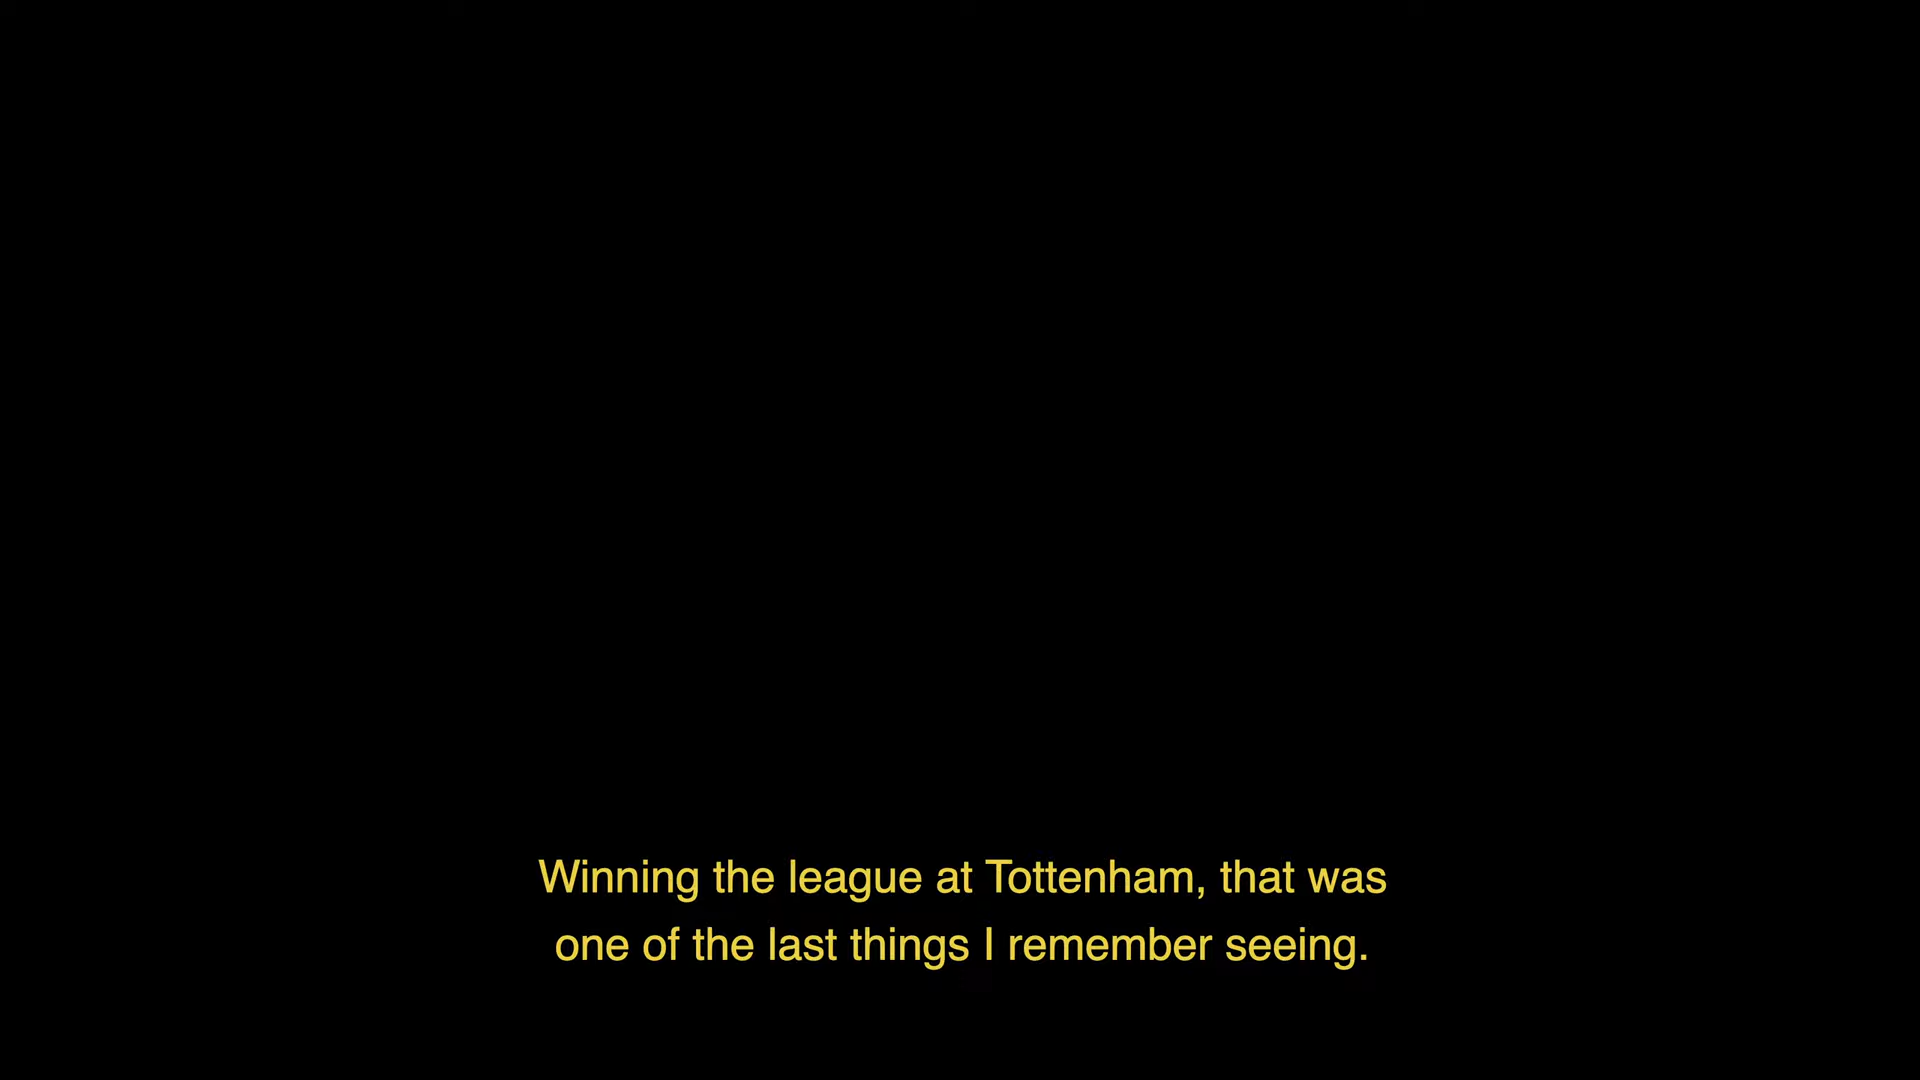 Winning the league at Tottenham, that was
one of the last things I remember seeing.